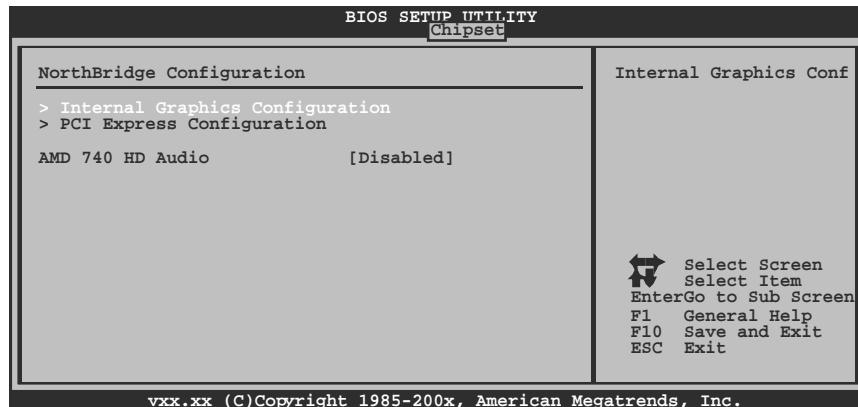 BIOS SETUP UTILITY
Chipset
NorthBridge Configuration
> Internal Graphics Configuration
> PCI Express Configuration
AMD 740 HD Audio [Disabled]
Internal Graphics Conf
Select Screen
Select Item
EnterGo to Sub Screen
F1 General Help
F10 Save and Exit
ESC Exit
vxx.xx (C)Copyright 1985-200x, American Megatrends, Inc.